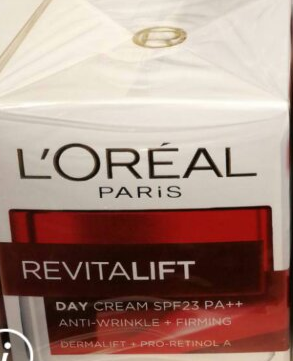 L'ORÉAL
PARiS
REVITALIFT
DAY CREAM SPF23 PA++
ANTI-WRINKLE + FIRMING
DERMALIFT + PRO-RETINOL A
i